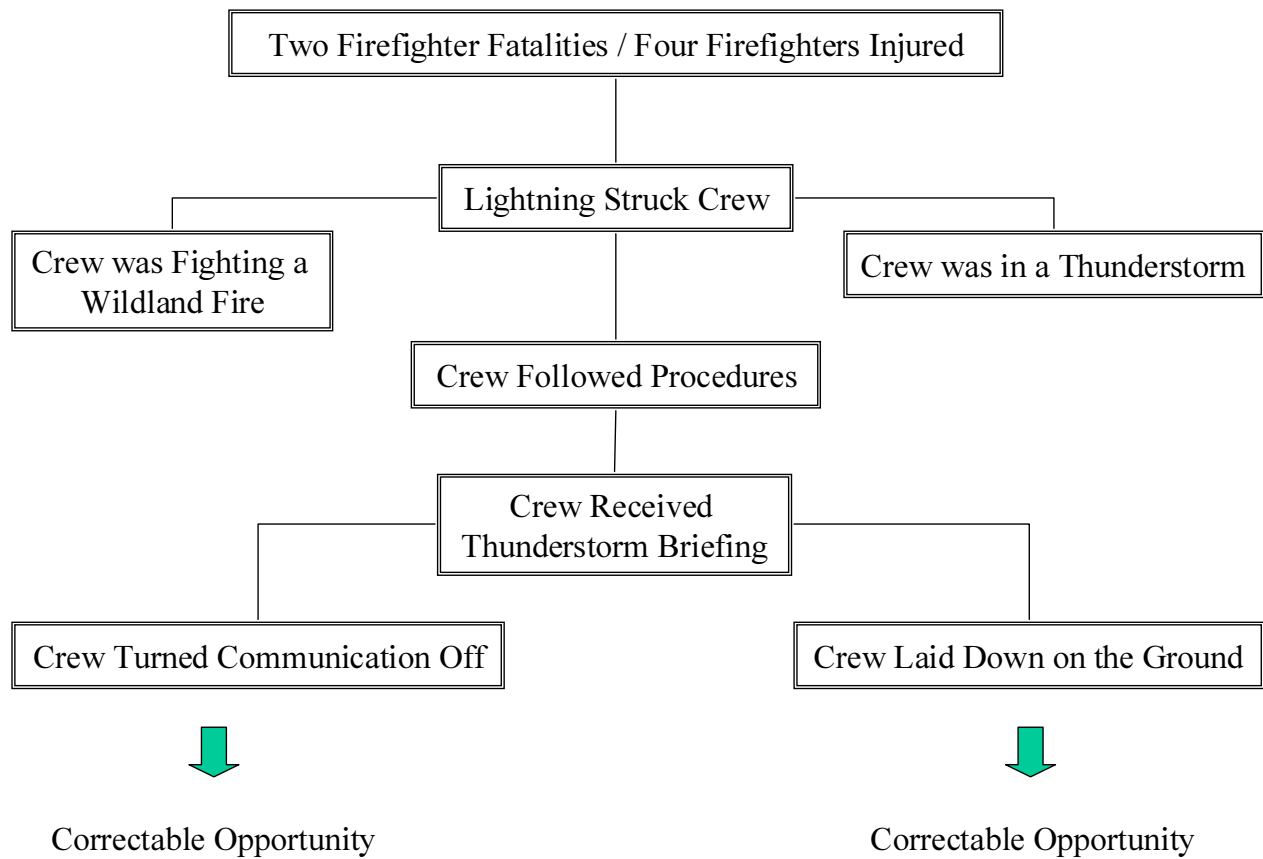 Two Firefighter Fatalities / Four Firefighters Injured
Lightning Struck Crew
Crew was Fighting a
Wildland Fire
Crew was in a Thunderstorm
Crew Followed Procedures
Crew Received
Thunderstorm Briefing
Crew Turned Communication Off
Crew Laid Down on the Ground
Correctable Opportunity
Correctable Opportunity